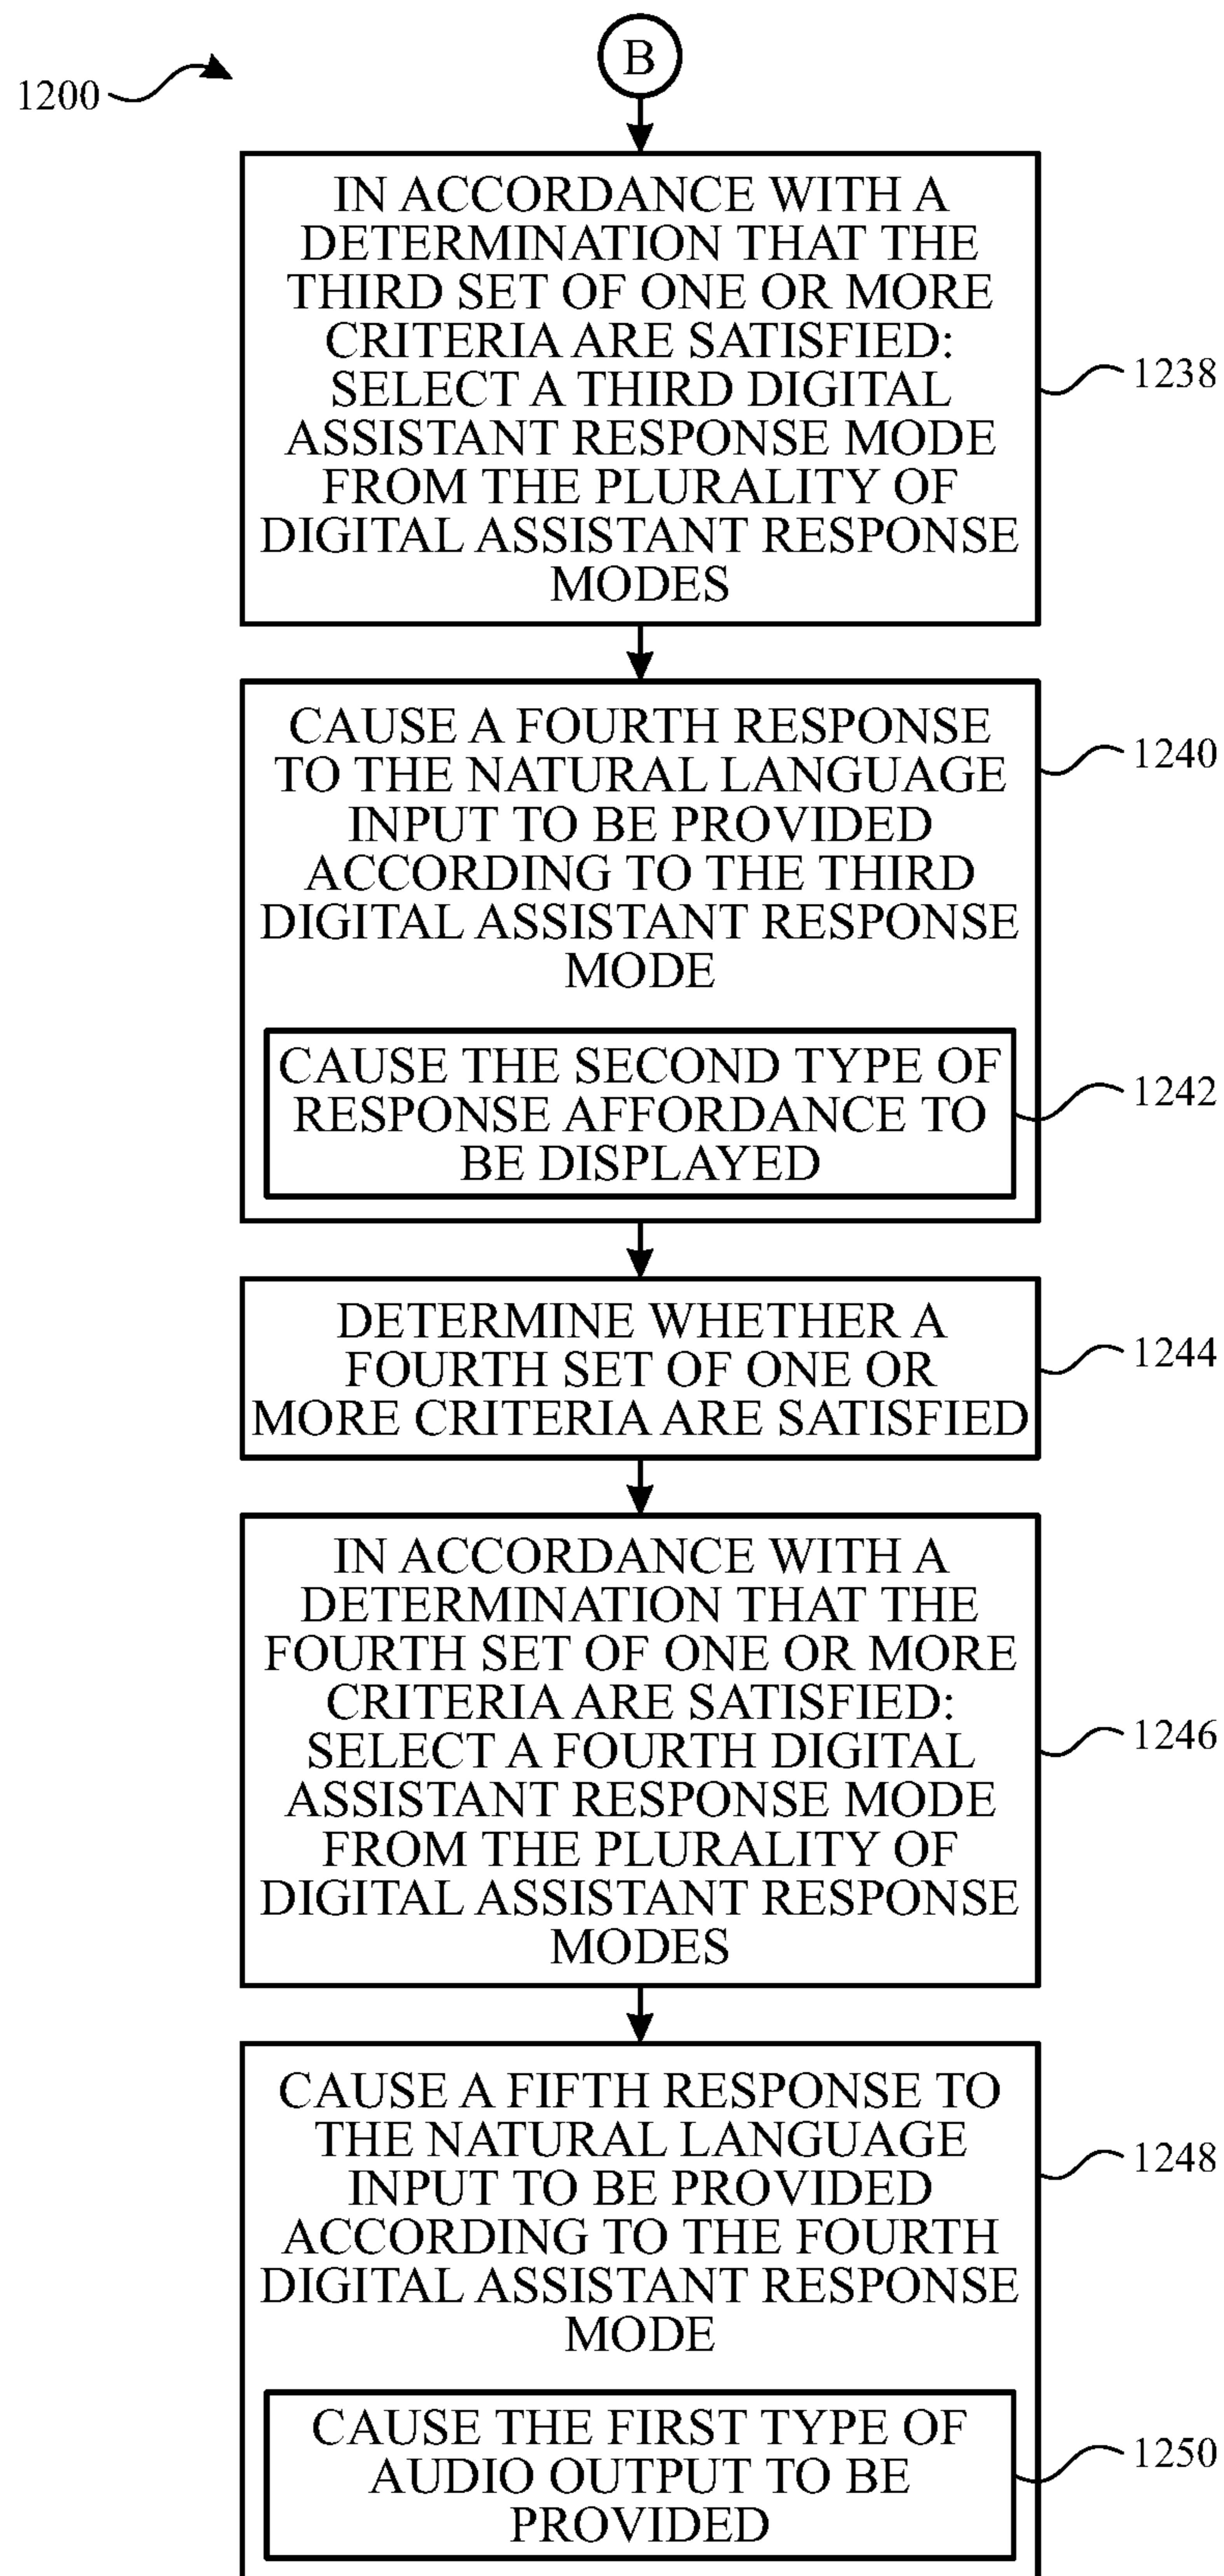 1200
B
IN ACCORDANCE WITH A
DETERMINATION THAT THE
THIRD SET OF ONE OR MORE
CRITERIA ARE SATISFIED:
SELECT A THIRD DIGITAL
ASSISTANT RESPONSE MODE
FROM THE PLURALITY OF
DIGITAL ASSISTANT RESPONSE
MODES
1238
CAUSE A FOURTH RESPONSE
TO THE NATURAL LANGUAGE
INPUT TO BE PROVIDED
ACCORDING TO THE THIRD
DIGITAL ASSISTANT RESPONSE
MODE
1240
CAUSE THE SECOND TYPE OF
RESPONSE AFFORDANCE TO
BE DISPLAYED
1242
DETERMINE WHETHER A
FOURTH SET OF ONE OR
MORE CRITERIA ARE SATISFIED
1244
IN ACCORDANCE WITH A
DETERMINATION THAT THE
FOURTH SET OF ONE OR MORE
CRITERIA ARE SATISFIED:
SELECT A FOURTH DIGITAL
ASSISTANT RESPONSE MODE
FROM THE PLURALITY OF
DIGITAL ASSISTANT RESPONSE
MODES
1246
CAUSE A FIFTH RESPONSE TO
THE NATURAL LANGUAGE
INPUT TO BE PROVIDED
ACCORDING TO THE FOURTH
DIGITAL ASSISTANT RESPONSE
MODE
1248
CAUSE THE FIRST TYPE OF
AUDIO OUTPUT TO BE
PROVIDED
1250